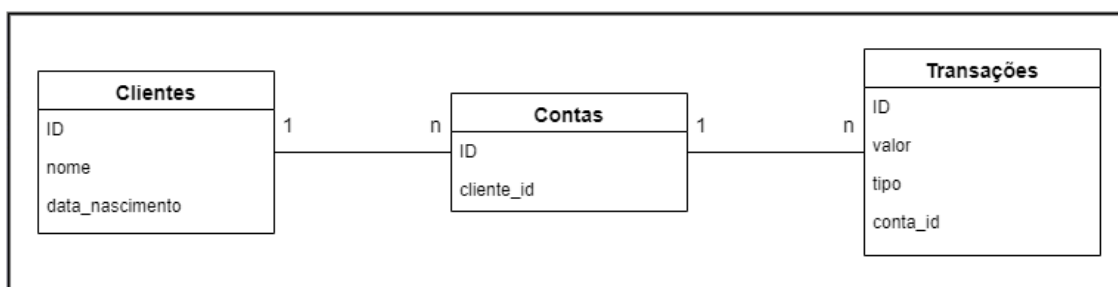 Clientes
ID
nome
data_nascimento
1
n
Contas
ID
cliente_id
1
n
Transações
ID
valor
tipo
conta_id